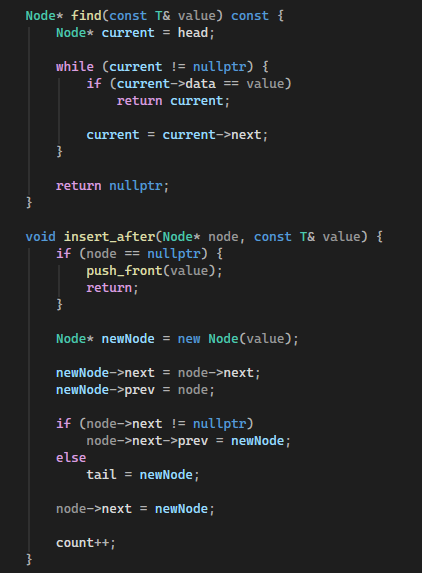 Node* find(const T& value) const {
    Node* current = head;

    while (current != nullptr) {
        if (current->data == value)
            return current;

        current = current->next;
    }

    return nullptr;
}

void insert_after(Node* node, const T& value) {
    if (node == nullptr) {
        push_front(value);
        return;
    }

    Node* newNode = new Node(value);

    newNode->next = node->next;
    newNode->prev = node;

    if (node->next != nullptr)
        node->next->prev = newNode;
    else
        tail = newNode;

    node->next = newNode;

    count++;
}